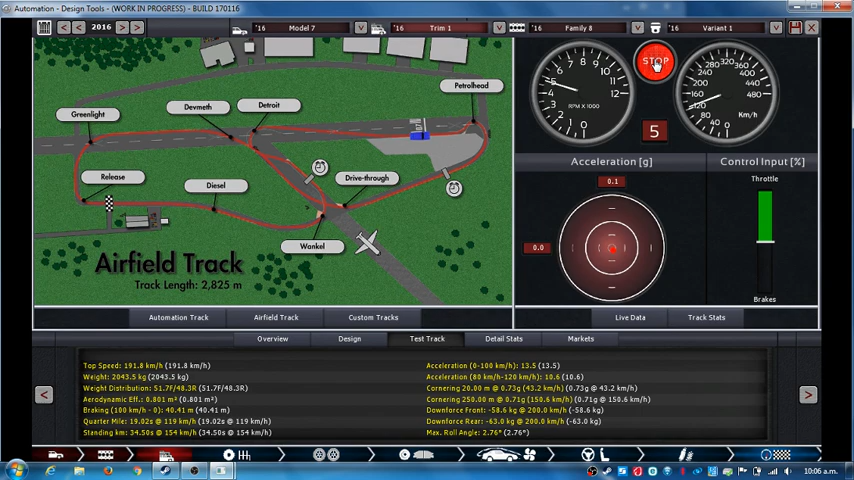 Automation - Design Tools - (WORK IN PROGRESS) - BUILD 170116
2016
'16 Model 7
'16 Trim 1
'16 Family 8
'16 Variant 1
Petrolhead
Devmeth
Detroit
Greenlight
Release
Diesel
Drive-through
Wankel
Airfield Track
Track Length: 2,825 m
STOP
RPM X1000
Km/h
5
Acceleration [g]
Control Input [%]
0.1
0.0
Throttle
Brakes
Automation Track
Airfield Track
Custom Tracks
Live Data
Track Stats
Overview
Design
Test Track
Detail Stats
Markets
Top Speed: 191.8 km/h (191.8 km/h)
Weight: 2043.5 kg (2043.5 kg)
Weight Distribution: 51.7F/48.3R (51.7F/48.3R)
Aerodynamic Eff.: 0.801 m² (0.801 m²)
Braking (100 km/h - 0): 40.41 m (40.41 m)
Quarter Mile: 19.02s @ 119 km/h (19.02s @ 119 km/h)
Standing km: 34.50s @ 154 km/h (34.50s @ 154 km/h)
Acceleration (0-100 km/h): 13.5 (13.5)
Acceleration (80 km/h-120 km/h): 10.6 (10.6)
Cornering 20.00 m @ 0.73g (43.2 km/h) (0.73g @ 43.2 km/h)
Cornering 250.00 m @ 0.71g (150.6 km/h) (0.71g @ 150.6 km/h)
Downforce Front: -58.6 kg @ 200.0 km/h (-58.6 kg)
Downforce Rear: -63.0 kg @ 200.0 km/h (-63.0 kg)
Max. Roll Angle: 2.76° (2.76°)
10:06 a.m.